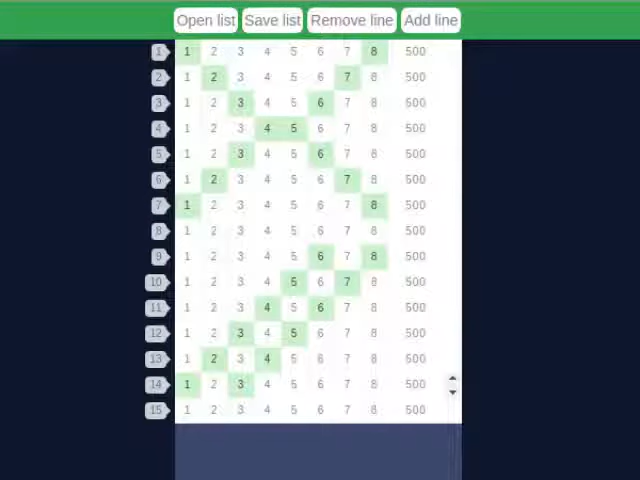 Open list Save list Remove line Add line
1 1 2 3 4 5 6 7 8 500
2 1 2 3 4 5 6 7 8 500
3 1 2 3 4 5 6 7 8 500
4 1 2 3 4 5 6 7 8 500
5 1 2 3 4 5 6 7 8 500
6 1 2 3 4 5 6 7 8 500
7 1 2 3 4 5 6 7 8 500
8 1 2 3 4 5 6 7 8 500
9 1 2 3 4 5 6 7 8 500
10 1 2 3 4 5 6 7 8 500
11 1 2 3 4 5 6 7 8 500
12 1 2 3 4 5 6 7 8 500
13 1 2 3 4 5 6 7 8 500
14 1 2 3 4 5 6 7 8 500
15 1 2 3 4 5 6 7 8 500